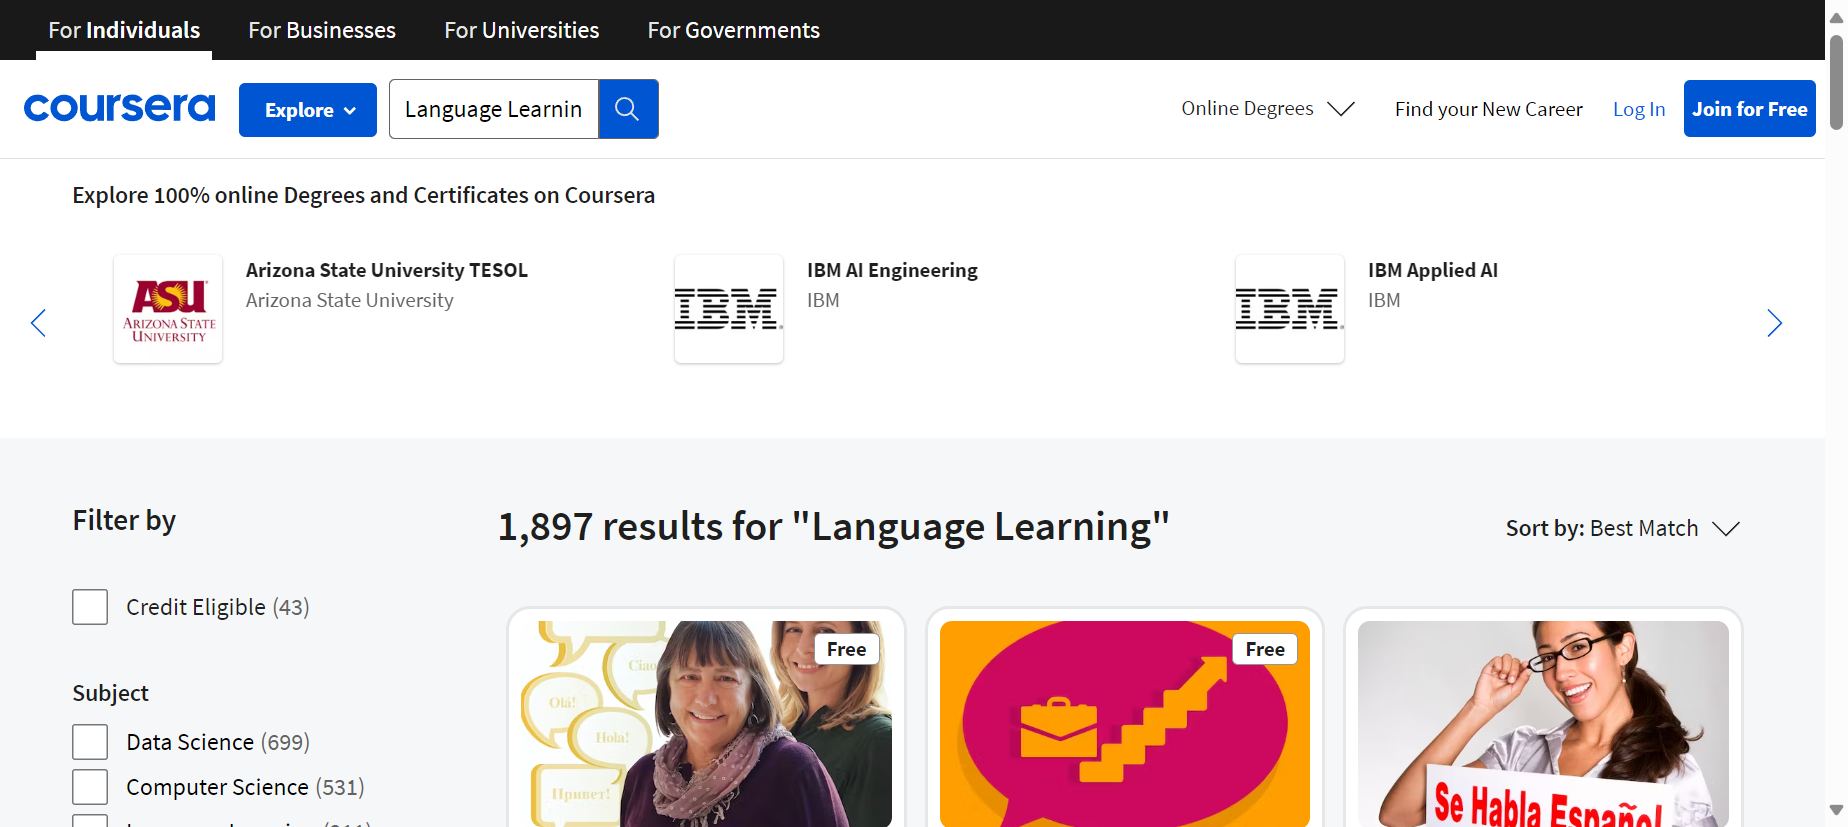 For Individuals
For Businesses
For Universities
For Governments
coursera
Explore
Language Learnin
Online Degrees
Find your New Career
Log In
Join for Free
Explore 100% online Degrees and Certificates on Coursera
ASU
ARIZONA STATE
UNIVERSITY
Arizona State University TESOL
Arizona State University
IBM
IBM AI Engineering
IBM
IBM
IBM Applied AI
IBM
Filter by
1,897 results for "Language Learning"
Sort by: Best Match
Credit Eligible (43)
Subject
Data Science (699)
Computer Science (531)
Free
Ciao
Olá!
Hola!
Привет!
Free
Se Habla Español